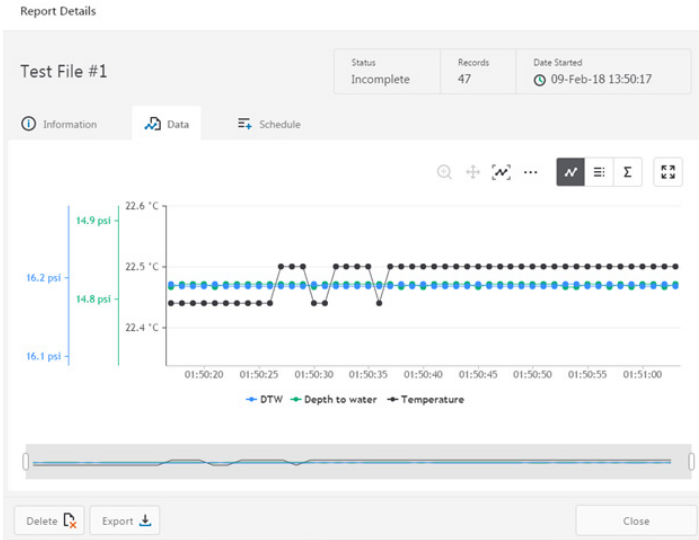 Report Details
Test File #1
Status
Incomplete
Records
47
Date Started
09-Feb-18 13:50:17
Information
Data
Schedule
22.6 °C
14.9 psi
22.5 °C
16.2 psi
14.8 psi
22.4 °C
16.1 psi
01:50:20 01:50:25 01:50:30 01:50:35 01:50:40 01:50:45 01:50:50 01:50:55 01:51:00
DTW Depth to water Temperature
Delete Export Close